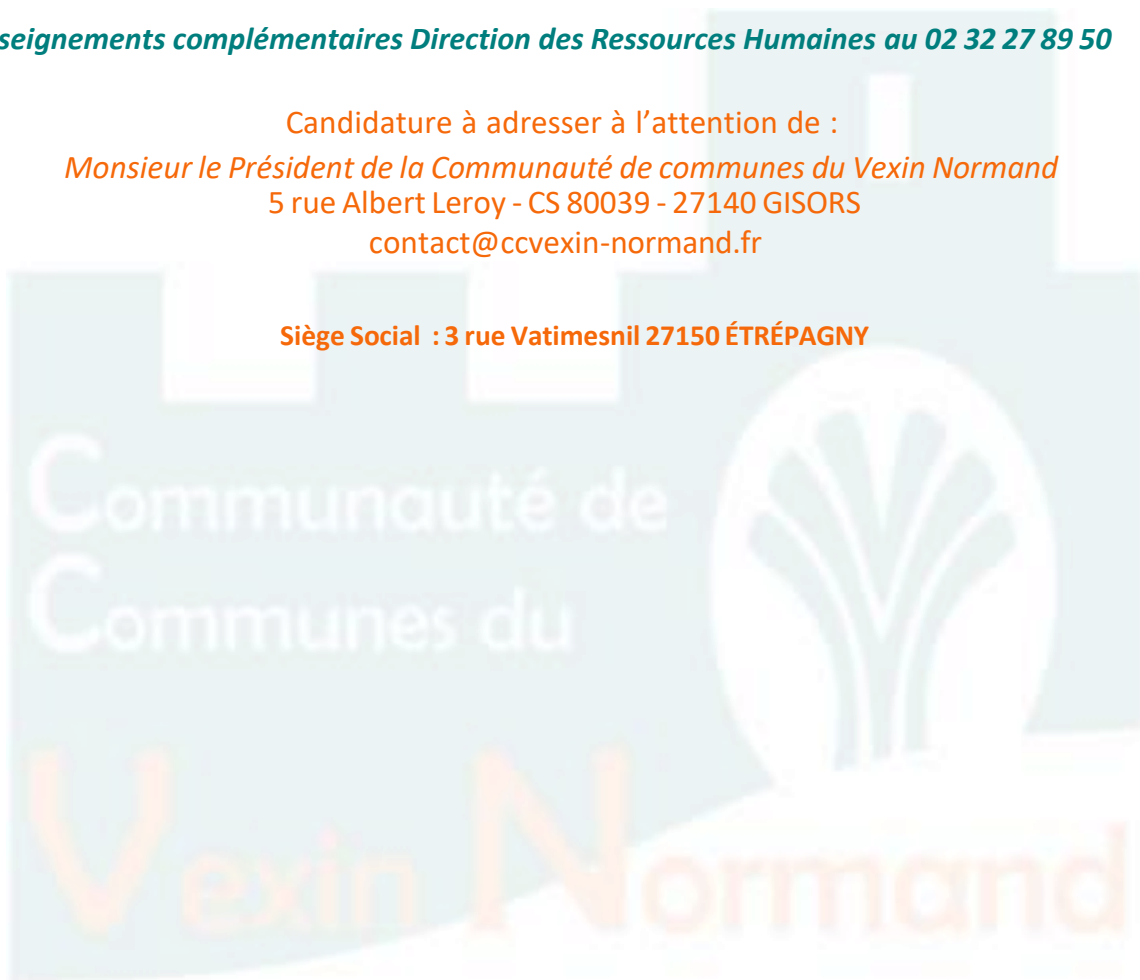 seignements complémentaires Direction des Ressources Humaines au 02 32 27 89 50
Candidature à adresser à l’attention de :
Monsieur le Président de la Communauté de communes du Vexin Normand
5 rue Albert Leroy - CS 80039 - 27140 GISORS
contact@ccvexin-normand.fr
Siège Social : 3 rue Vatimesnil 27150 ÉTRÉPAGNY
Communauté de
Communes du
Vexin Normand